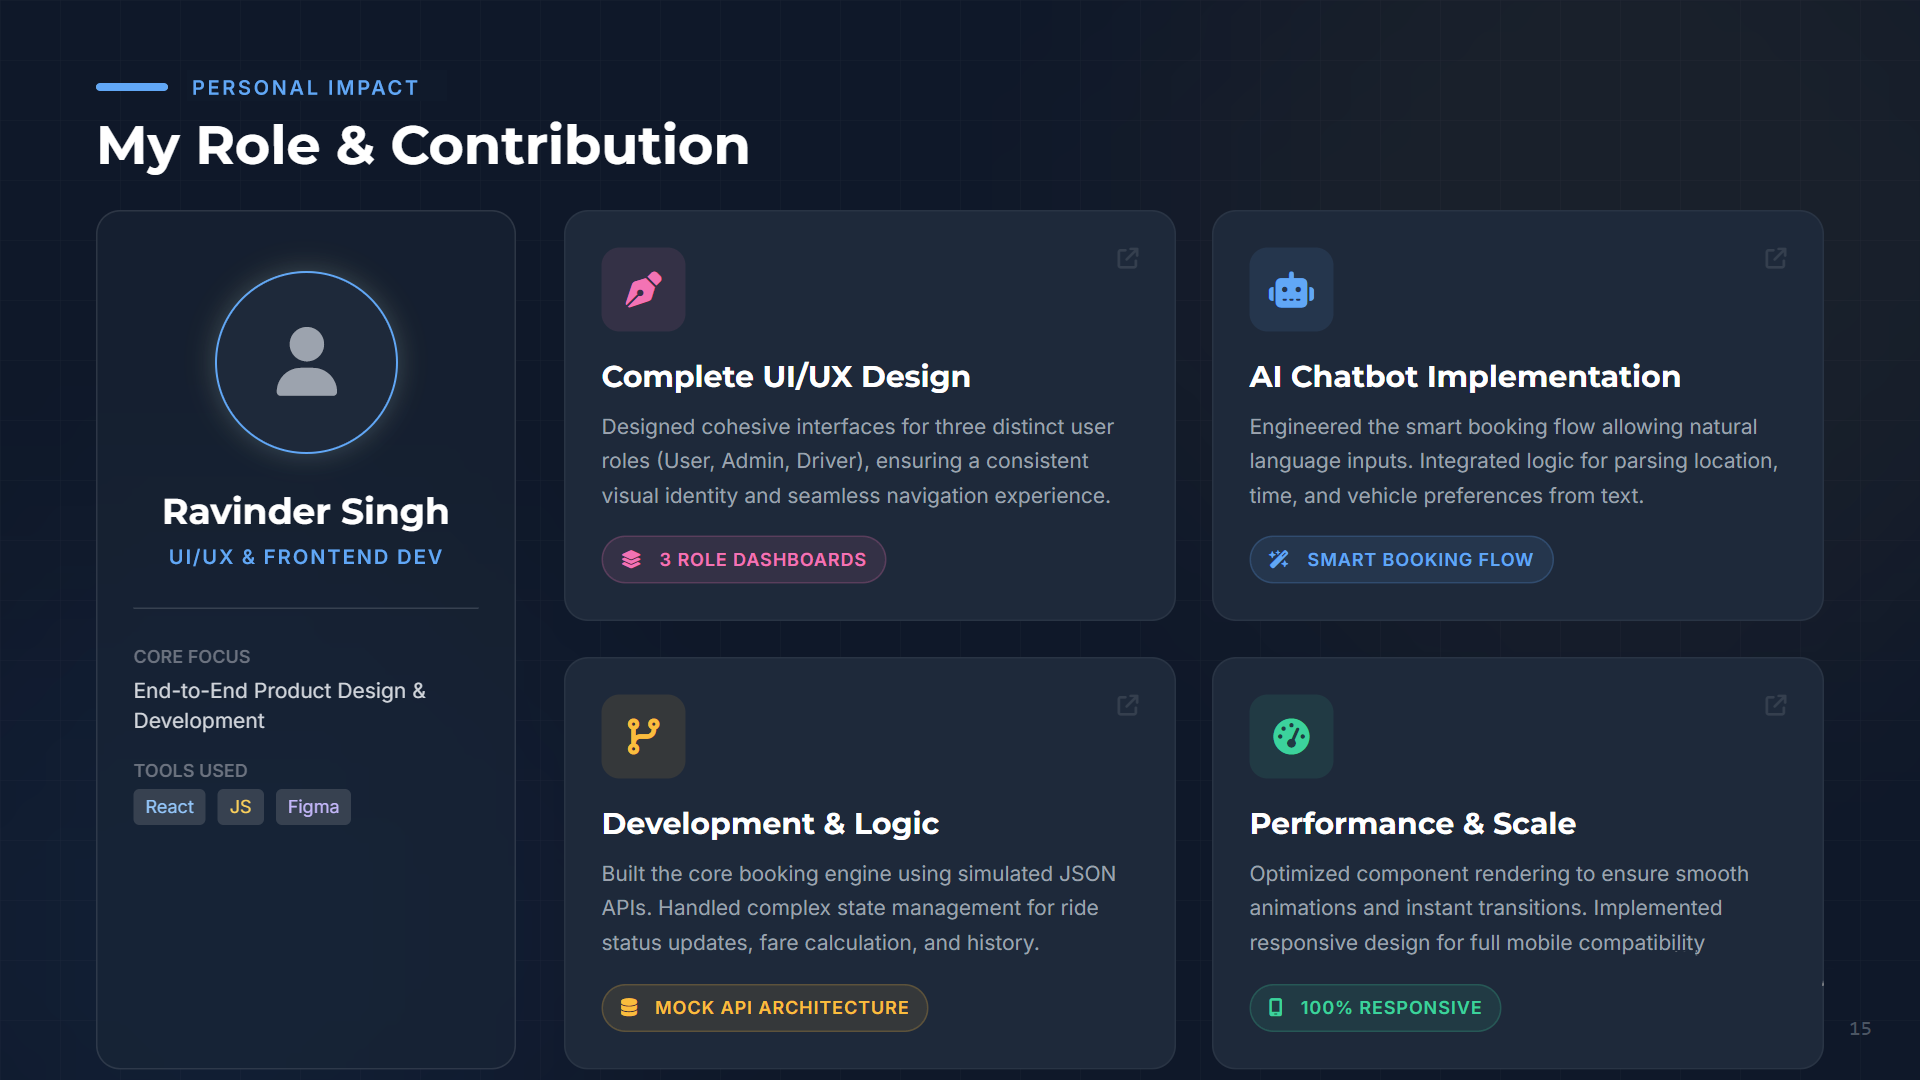 PERSONAL IMPACT
My Role & Contribution
Ravinder Singh
UI/UX & FRONTEND DEV
CORE FOCUS
End-to-End Product Design &
Development
TOOLS USED
React JS Figma
Complete UI/UX Design
Designed cohesive interfaces for three distinct user
roles (User, Admin, Driver), ensuring a consistent
visual identity and seamless navigation experience.
3 ROLE DASHBOARDS
AI Chatbot Implementation
Engineered the smart booking flow allowing natural
language inputs. Integrated logic for parsing location,
time, and vehicle preferences from text.
SMART BOOKING FLOW
Development & Logic
Built the core booking engine using simulated JSON
APIs. Handled complex state management for ride
status updates, fare calculation, and history.
MOCK API ARCHITECTURE
Performance & Scale
Optimized component rendering to ensure smooth
animations and instant transitions. Implemented
responsive design for full mobile compatibility
100% RESPONSIVE
15